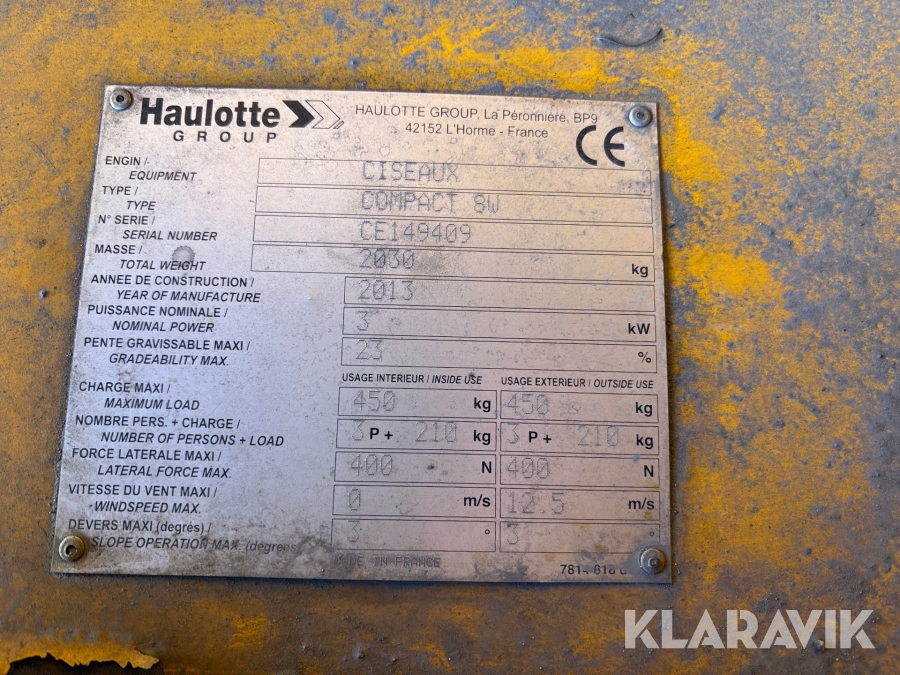 Haulotte
GROUP
HAULOTTE GROUP, La Péronnière, BP9
42152 L'Horme - France
CE
ENGIN / CISEAUX
EQUIPMENT
TYPE / COMPACT 8W
TYPE
N° SERIE / CE149409
SERIAL NUMBER
MASSE / 2030 kg
TOTAL WEIGHT
ANNEE DE CONSTRUCTION / 2013
YEAR OF MANUFACTURE
PUISSANCE NOMINALE / 3 kW
NOMINAL POWER
PENTE GRAVISSABLE MAXI / 23 %
GRADEABILITY MAX.
USAGE INTERIEUR / INSIDE USE USAGE EXTERIEUR / OUTSIDE USE
CHARGE MAXI / 450 kg 450 kg
MAXIMUM LOAD
NOMBRE PERS. + CHARGE / 3 P + 210 kg 3 P + 210 kg
NUMBER OF PERSONS + LOAD
FORCE LATERALE MAXI / 400 N 400 N
LATERAL FORCE MAX.
VITESSE DU VENT MAXI / 0 m/s 12.5 m/s
WINDSPEED MAX.
DEVERS MAXI (degrés) / 3 ° 3 °
SLOPE OPERATION MAX. (degrees)
MADE IN FRANCE
KLARAVIK